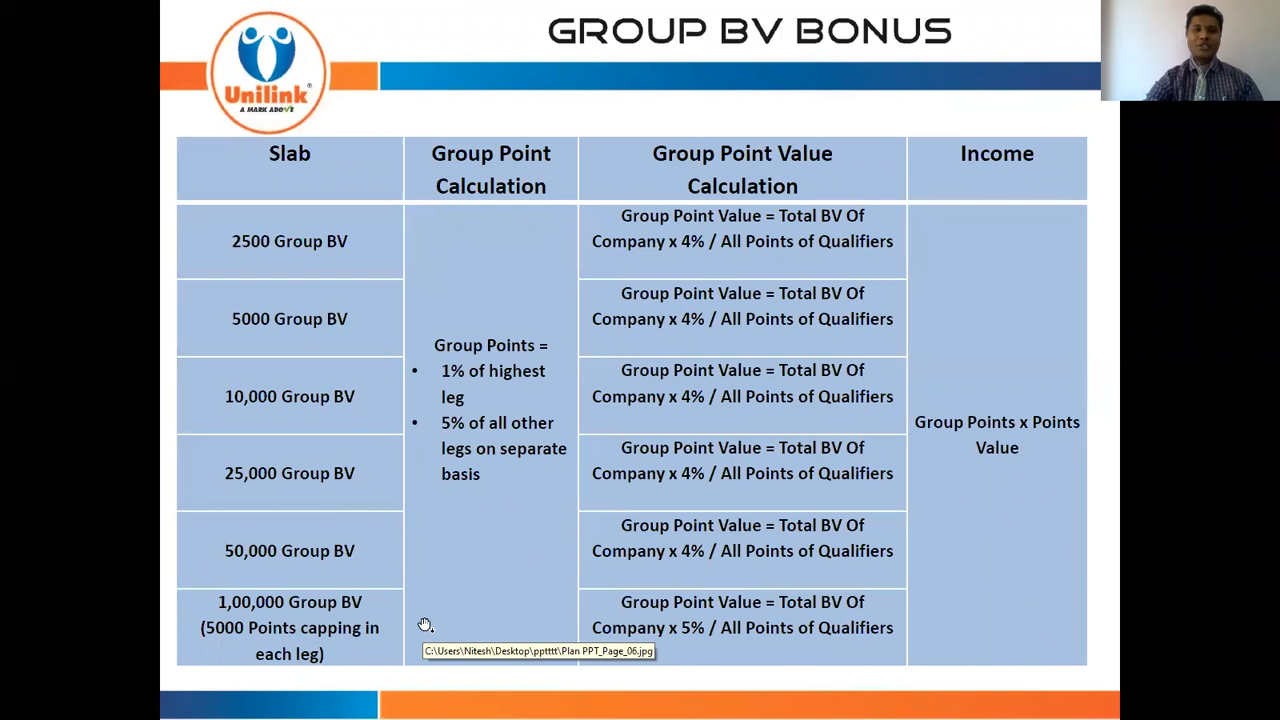 GROUP BV BONUS
Unilink®
A MARK ABOVE
Slab
Group Point
Calculation
Group Point Value
Calculation
Income
2500 Group BV
Group Point Value = Total BV Of
Company x 4% / All Points of Qualifiers
5000 Group BV
Group Point Value = Total BV Of
Company x 4% / All Points of Qualifiers
10,000 Group BV
Group Point Value = Total BV Of
Company x 4% / All Points of Qualifiers
25,000 Group BV
Group Point Value = Total BV Of
Company x 4% / All Points of Qualifiers
50,000 Group BV
Group Point Value = Total BV Of
Company x 4% / All Points of Qualifiers
1,00,000 Group BV
(5000 Points capping in
each leg)
Group Point Value = Total BV Of
Company x 5% / All Points of Qualifiers
Group Points =
• 1% of highest
leg
• 5% of all other
legs on separate
basis
Group Points x Points
Value
C:\Users\Nitesh\Desktop\pptttt\Plan PPT_Page_06.jpg